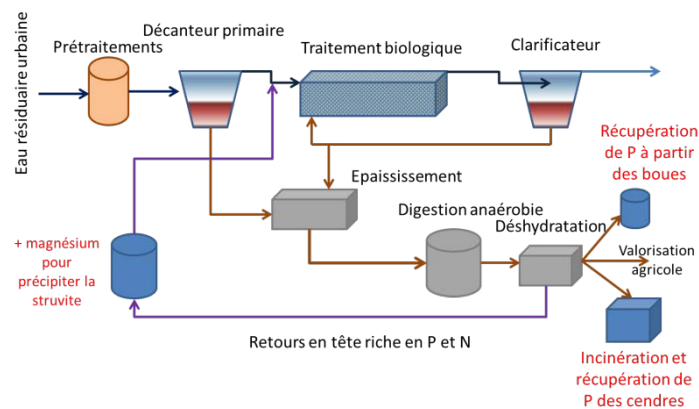 Eau résiduaire urbaine
Prétraitements
Décanteur primaire
Traitement biologique
Clarificateur
Récupération
de P à partir
des boues
Epaississement
Digestion anaérobie
Déshydratation
+ magnésium
pour
précipiter la
struvite
Valorisation
agricole
Retours en tête riche en P et N
Incinération et
récupération de
P des cendres